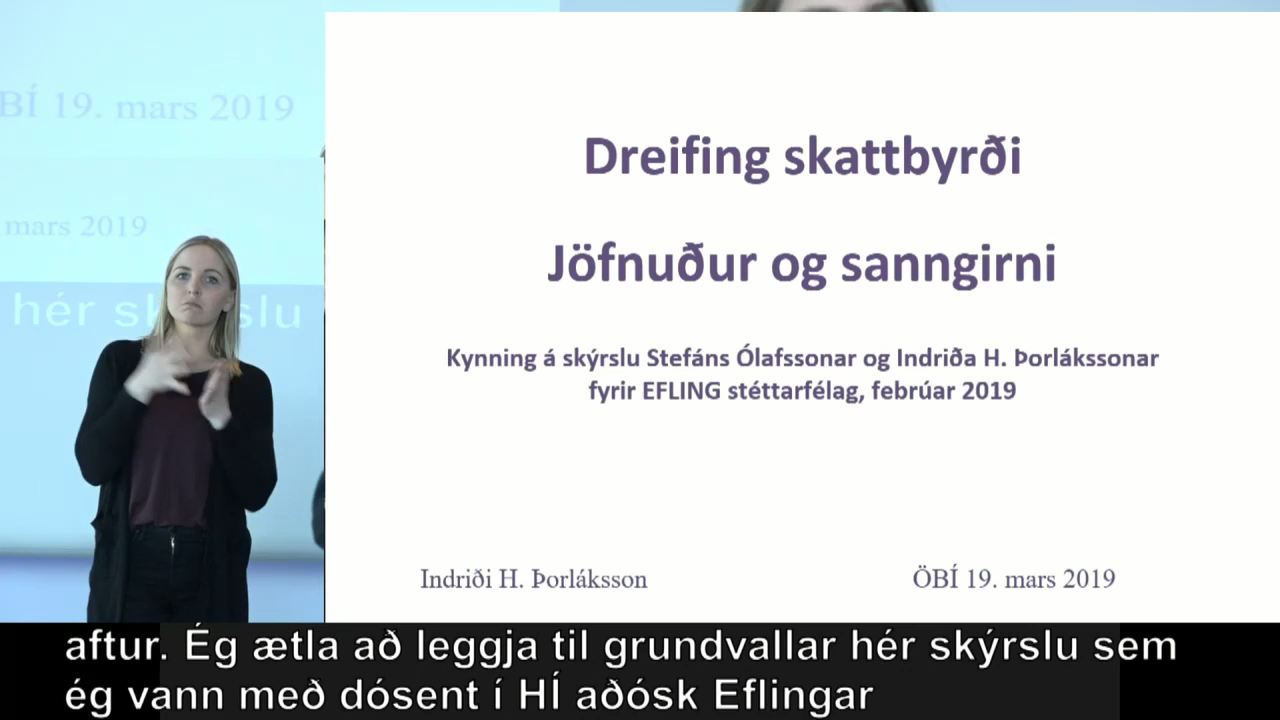 BÍ 19. mars 2019
mars 2019
hér
Dreifing skattbyrði
Jöfnuður og sanngirni
Kynning á skýrslu Stefáns Ólafssonar og Indriða H. Þorlákssonar
fyrir EFLING stéttarfélag, febrúar 2019
Indriði H. Þorláksson
ÖBÍ 19. mars 2019
aftur. Ég ætla að leggja til grundvallar hér skýrslu sem
ég vann með dósent í HÍ aðósk Eflingar